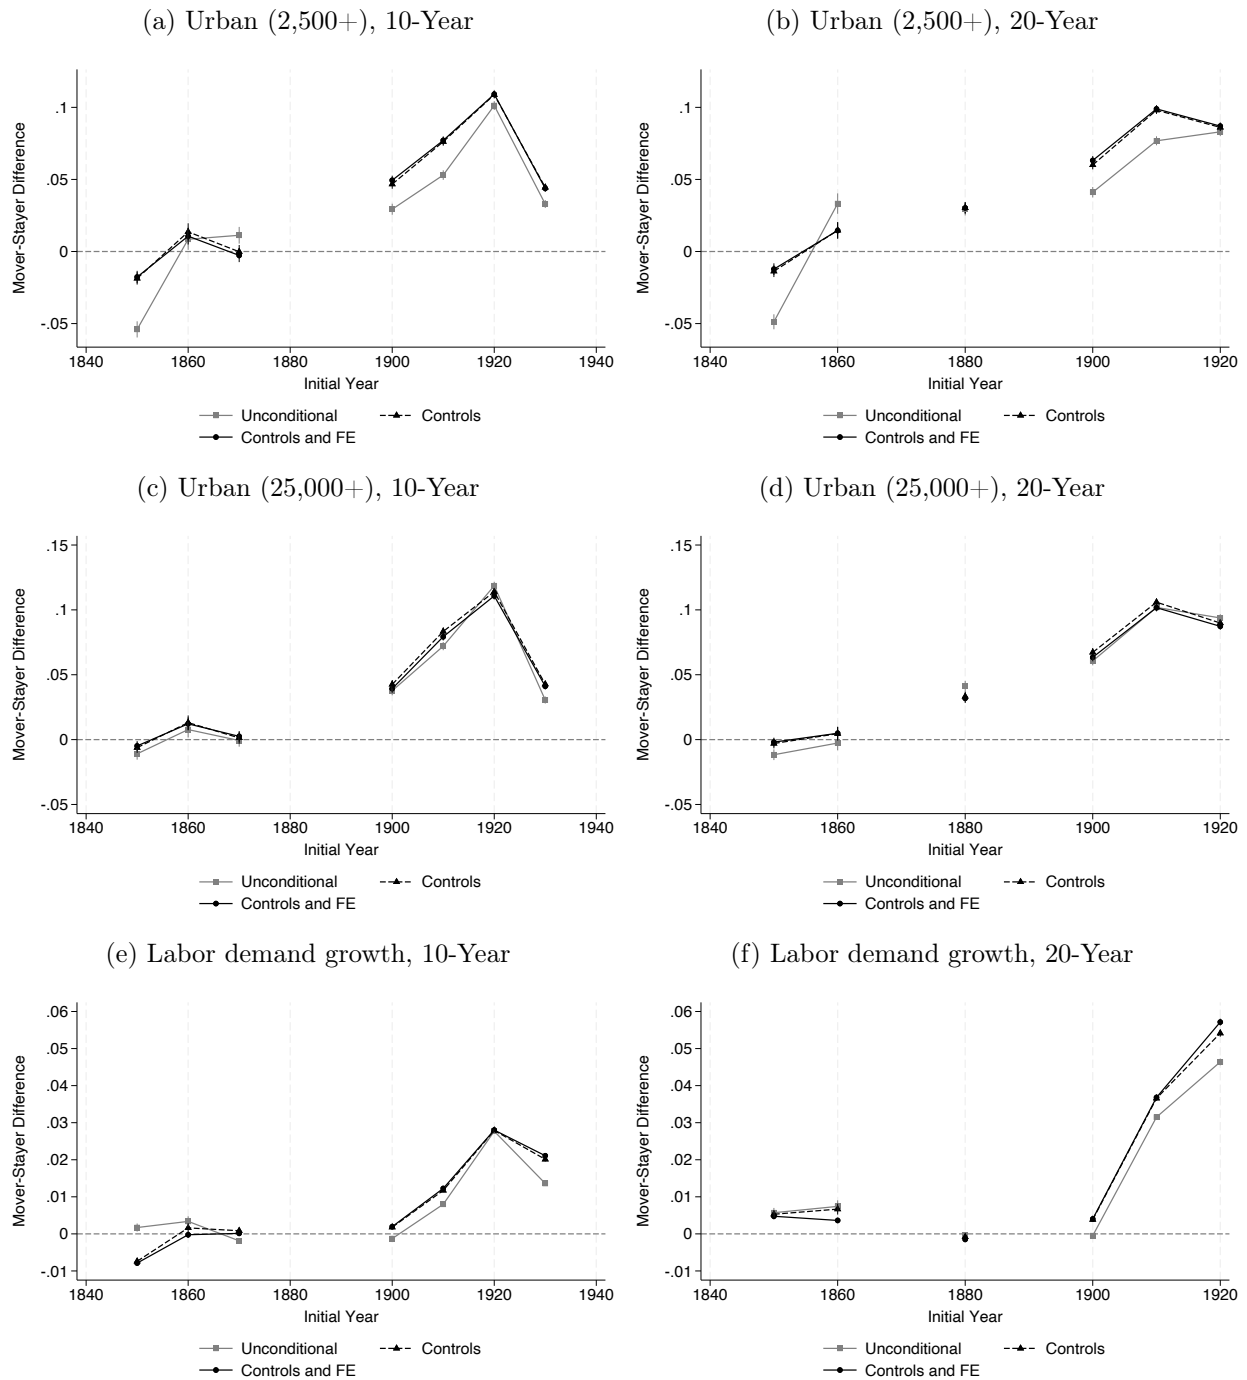 (a) Urban (2,500+), 10-Year
Mover-Stayer Difference
.1
.05
0
-.05
1840 1860 1880 1900 1920 1940
Initial Year
Unconditional Controls
Controls and FE
(b) Urban (2,500+), 20-Year
Mover-Stayer Difference
.1
.05
0
-.05
1840 1860 1880 1900 1920
Initial Year
Unconditional Controls
Controls and FE
(c) Urban (25,000+), 10-Year
Mover-Stayer Difference
.15
.1
.05
0
-.05
1840 1860 1880 1900 1920 1940
Initial Year
Unconditional Controls
Controls and FE
(d) Urban (25,000+), 20-Year
Mover-Stayer Difference
.15
.1
.05
0
-.05
1840 1860 1880 1900 1920
Initial Year
Unconditional Controls
Controls and FE
(e) Labor demand growth, 10-Year
Mover-Stayer Difference
.06
.05
.04
.03
.02
.01
0
-.01
1840 1860 1880 1900 1920 1940
Initial Year
Unconditional Controls
Controls and FE
(f) Labor demand growth, 20-Year
Mover-Stayer Difference
.06
.05
.04
.03
.02
.01
0
-.01
1840 1860 1880 1900 1920
Initial Year
Unconditional Controls
Controls and FE